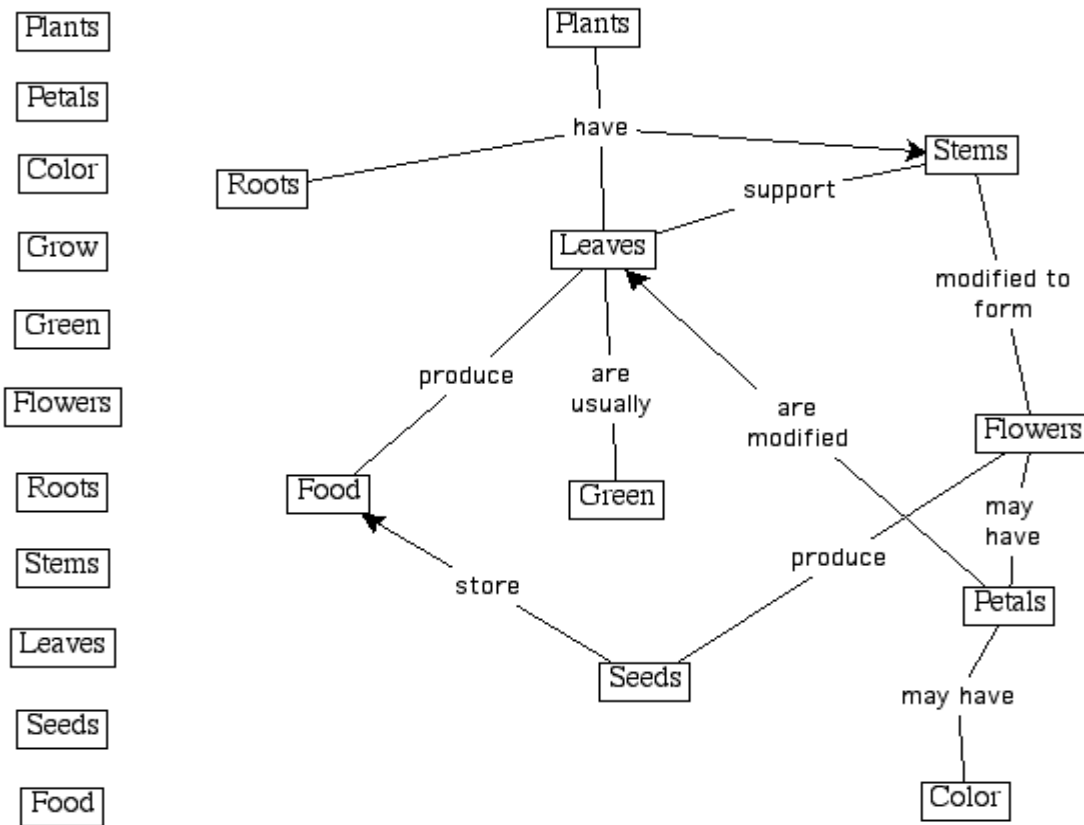 Plants
Petals
Color
Grow
Green
Flowers
Roots
Stems
Leaves
Seeds
Food
Plants
have
Stems
Roots
support
Leaves
modified to
form
produce
are
usually
are
modified
Flowers
Food
Green
may
have
produce
store
Petals
Seeds
may have
Color